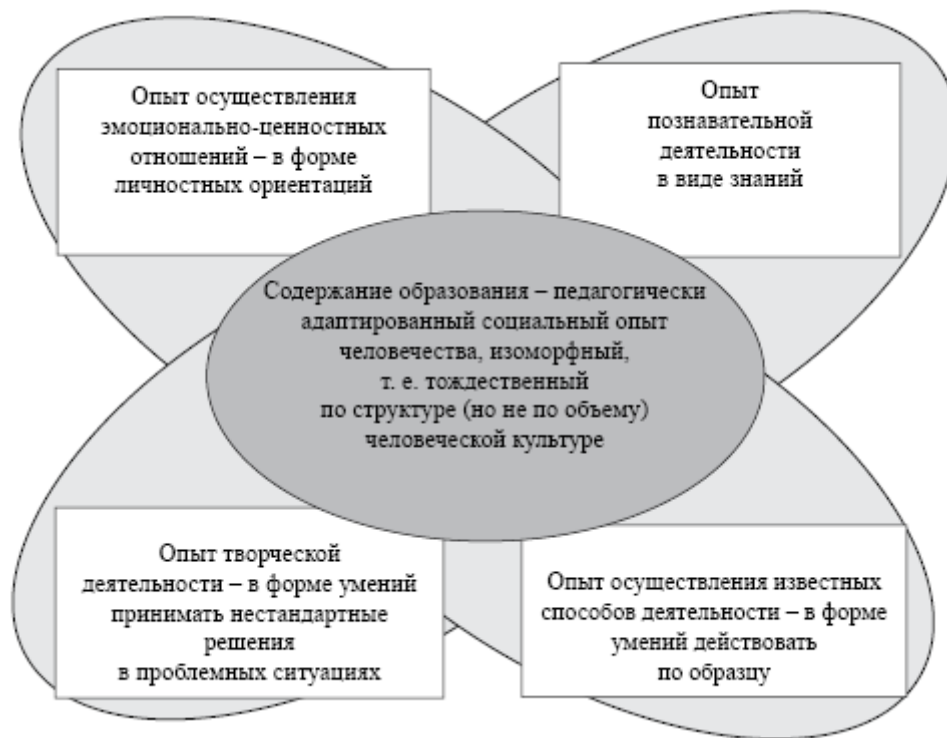 Опыт осуществления
эмоционально-ценностных
отношений – в форме
личностных ориентаций
Опыт
познавательной
деятельности
в виде знаний
Содержание образования – педагогически
адаптированный социальный опыт
человечества, изоморфный,
т. е. тождественный
по структуре (но не по объему)
человеческой культуре
Опыт творческой
деятельности – в форме умений
принимать нестандартные
решения
в проблемных ситуациях
Опыт осуществления известных
способов деятельности – в форме
умений действовать
по образцу